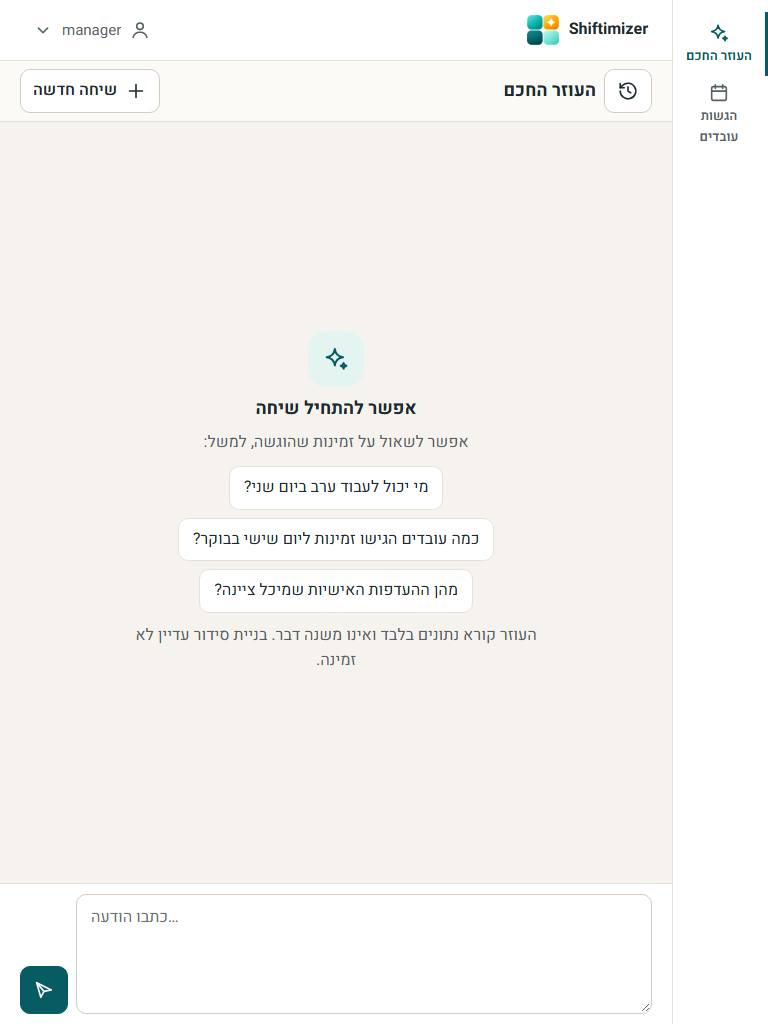 Shiftimizer
manager
העוזר החכם
הגשות
עובדים
העוזר החכם
שיחה חדשה
אפשר להתחיל שיחה
אפשר לשאול על זמינות שהוגשה, למשל:
מי יכול לעבוד ערב ביום שני?
כמה עובדים הגישו זמינות ליום שישי בבוקר?
מהן ההעדפות האישיות שמיכל ציינה?
העוזר קורא נתונים בלבד ואינו משנה דבר. בניית סידור עדיין לא
זמינה.
כתבו הודעה...